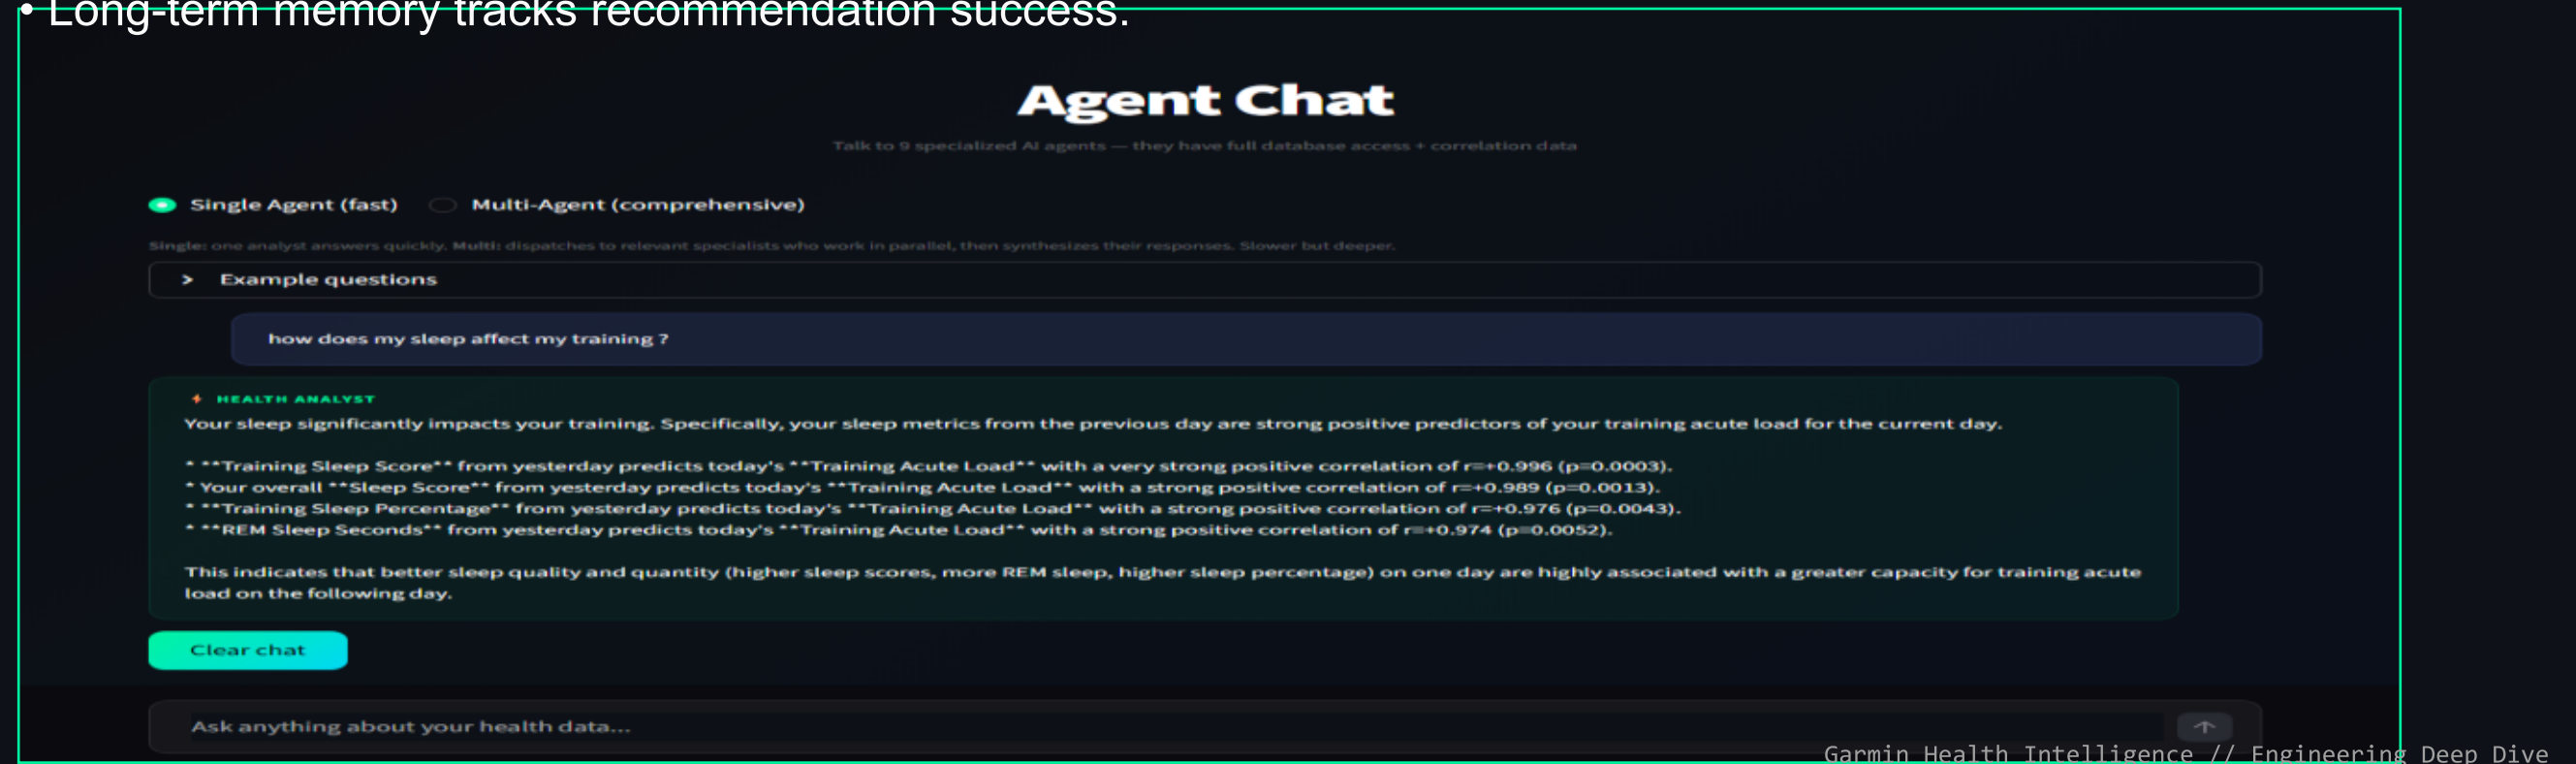 • Long-term memory tracks recommendation success.
Agent Chat
Talk to 9 specialized AI agents — they have full database access + correlation data
Single Agent (fast) Multi-Agent (comprehensive)
Single: one analyst answers quickly. Multi: dispatches to relevant specialists who work in parallel, then synthesizes their responses. Slower but deeper.
> Example questions
how does my sleep affect my training ?
HEALTH ANALYST
Your sleep significantly impacts your training. Specifically, your sleep metrics from the previous day are strong positive predictors of your training acute load for the current day.
* **Training Sleep Score** from yesterday predicts today's **Training Acute Load** with a very strong positive correlation of r=+0.996 (p=0.0003).
* Your overall **Sleep Score** from yesterday predicts today's **Training Acute Load** with a strong positive correlation of r=+0.989 (p=0.0013).
* **Training Sleep Percentage** from yesterday predicts today's **Training Acute Load** with a strong positive correlation of r=+0.976 (p=0.0043).
* **REM Sleep Seconds** from yesterday predicts today's **Training Acute Load** with a strong positive correlation of r=+0.974 (p=0.0052).
This indicates that better sleep quality and quantity (higher sleep scores, more REM sleep, higher sleep percentage) on one day are highly associated with a greater capacity for training acute
load on the following day.
Clear chat
Ask anything about your health data...
Garmin Health Intelligence // Engineering Deep Dive